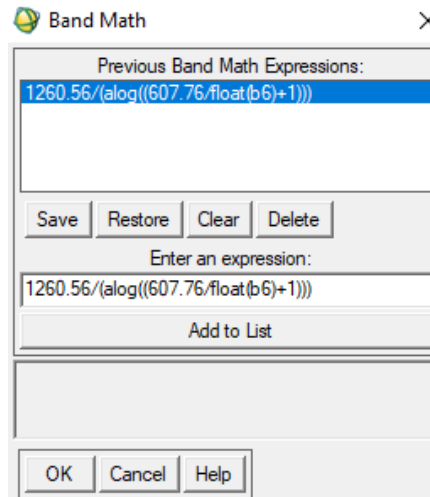 Band Math
Previous Band Math Expressions:
1260.56/(alog((607.76/float(b6)+1)))
Save Restore Clear Delete
Enter an expression:
1260.56/(alog((607.76/float(b6)+1)))
Add to List
OK Cancel Help